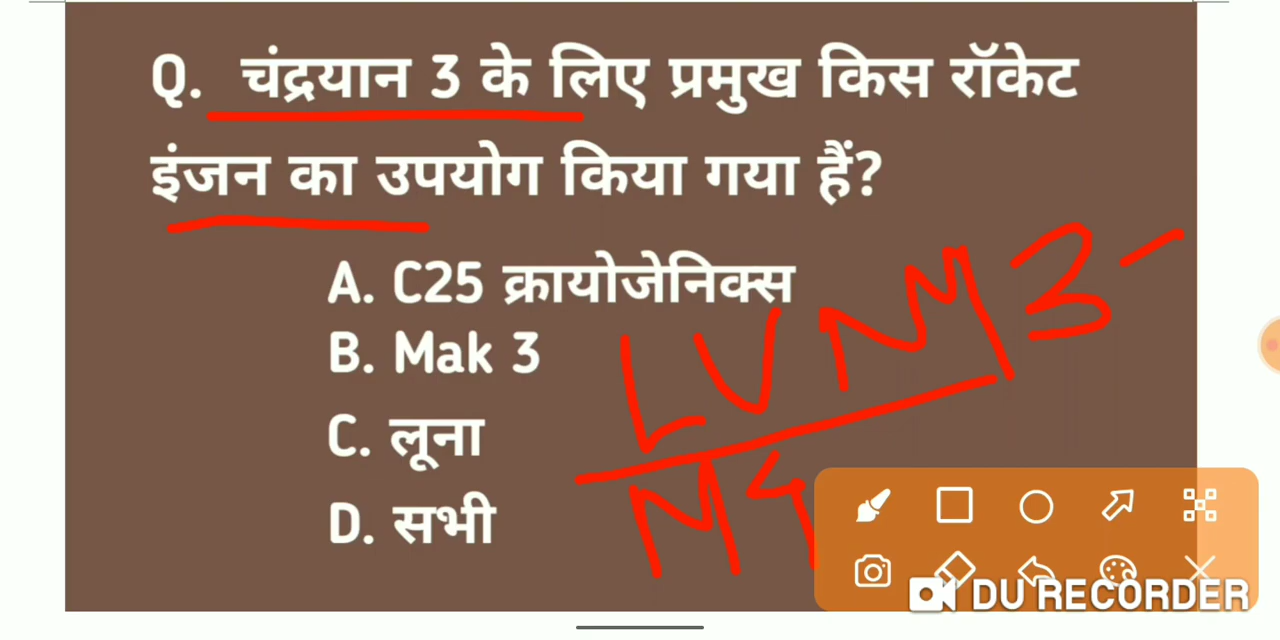 Q. चंद्रयान 3 के लिए प्रमुख किस रॉकेट
इंजन का उपयोग किया गया हैं?
A. C25 क्रायोजेनिक्स
B. Mak 3
C. लूना
D. सभी
LVM3-
M4
DU RECORDER